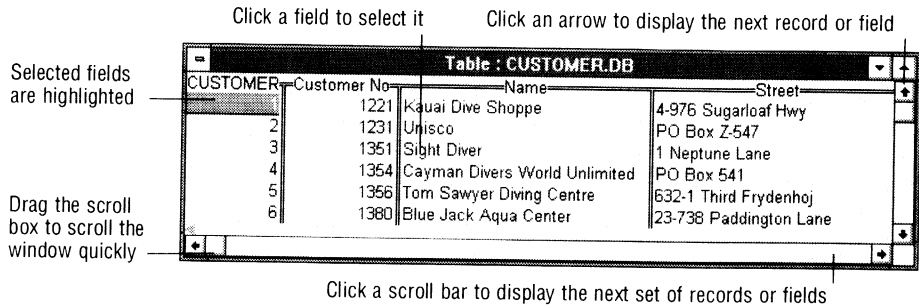 Click a field to select it
Click an arrow to display the next record or field
Table : CUSTOMER.DB
Selected fields
are highlighted
CUSTOMER Customer No Name Street
1 1221 Kauai Dive Shoppe 4-976 Sugarloaf Hwy
2 1231 Unisco PO Box Z-547
3 1351 Sight Diver 1 Neptune Lane
4 1354 Cayman Divers World Unlimited PO Box 541
5 1356 Tom Sawyer Diving Centre 632-1 Third Frydenhoj
6 1380 Blue Jack Aqua Center 23-738 Paddington Lane
Drag the scroll
box to scroll the
window quickly
Click a scroll bar to display the next set of records or fields